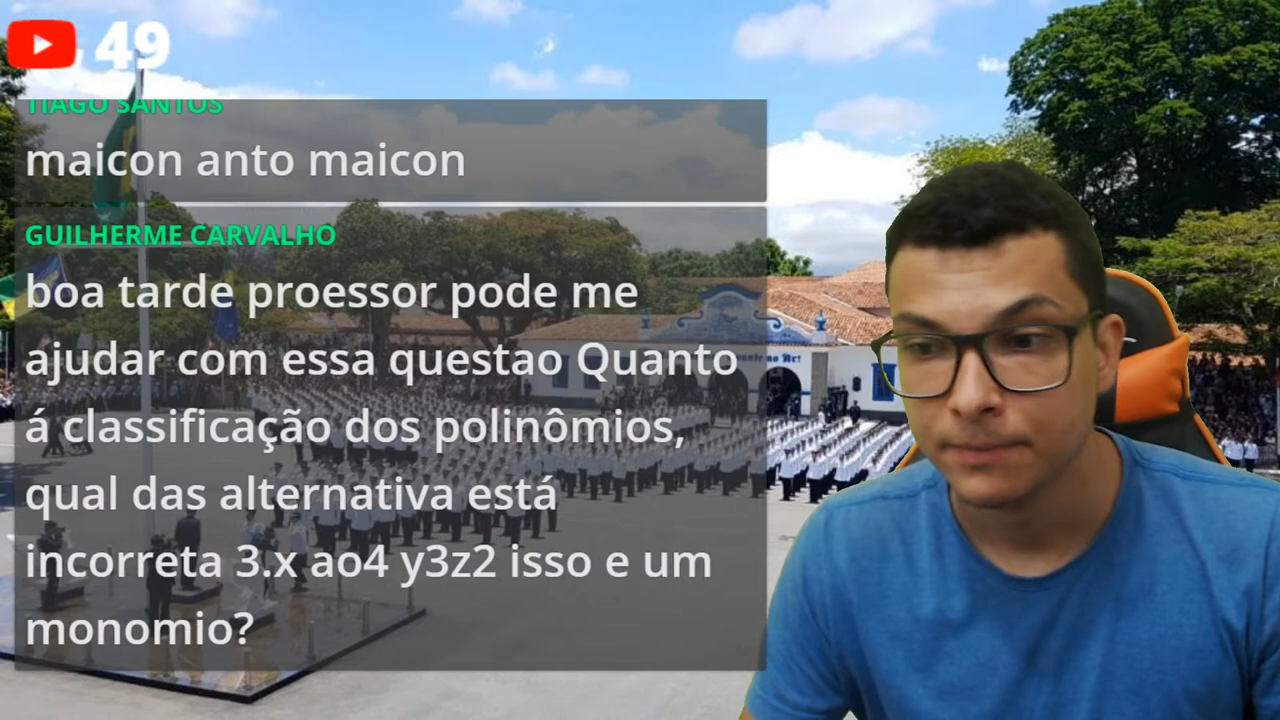 49
TIAGO SANTOS
maicon anto maicon
GUILHERME CARVALHO
boa tarde proessor pode me
ajudar com essa questao Quanto
á classificação dos polinômios,
qual das alternativa está
incorreta 3.x ao4 y3z2 isso e um
monomio?